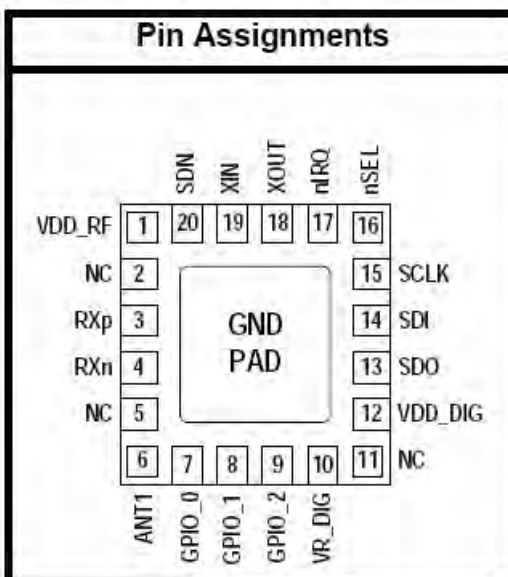 Pin Assignments
SDN
XIN
XOUT
nIRQ
nSEL
VDD_RF 1 20 19 18 17 16
NC 2 15 SCLK
RXp 3 14 SDI
RXn 4 13 SDO
NC 5 12 VDD_DIG
6 7 8 9 10 11 NC
GND
PAD
ANT1
GPIO_0
GPIO_1
GPIO_2
VR_DIG